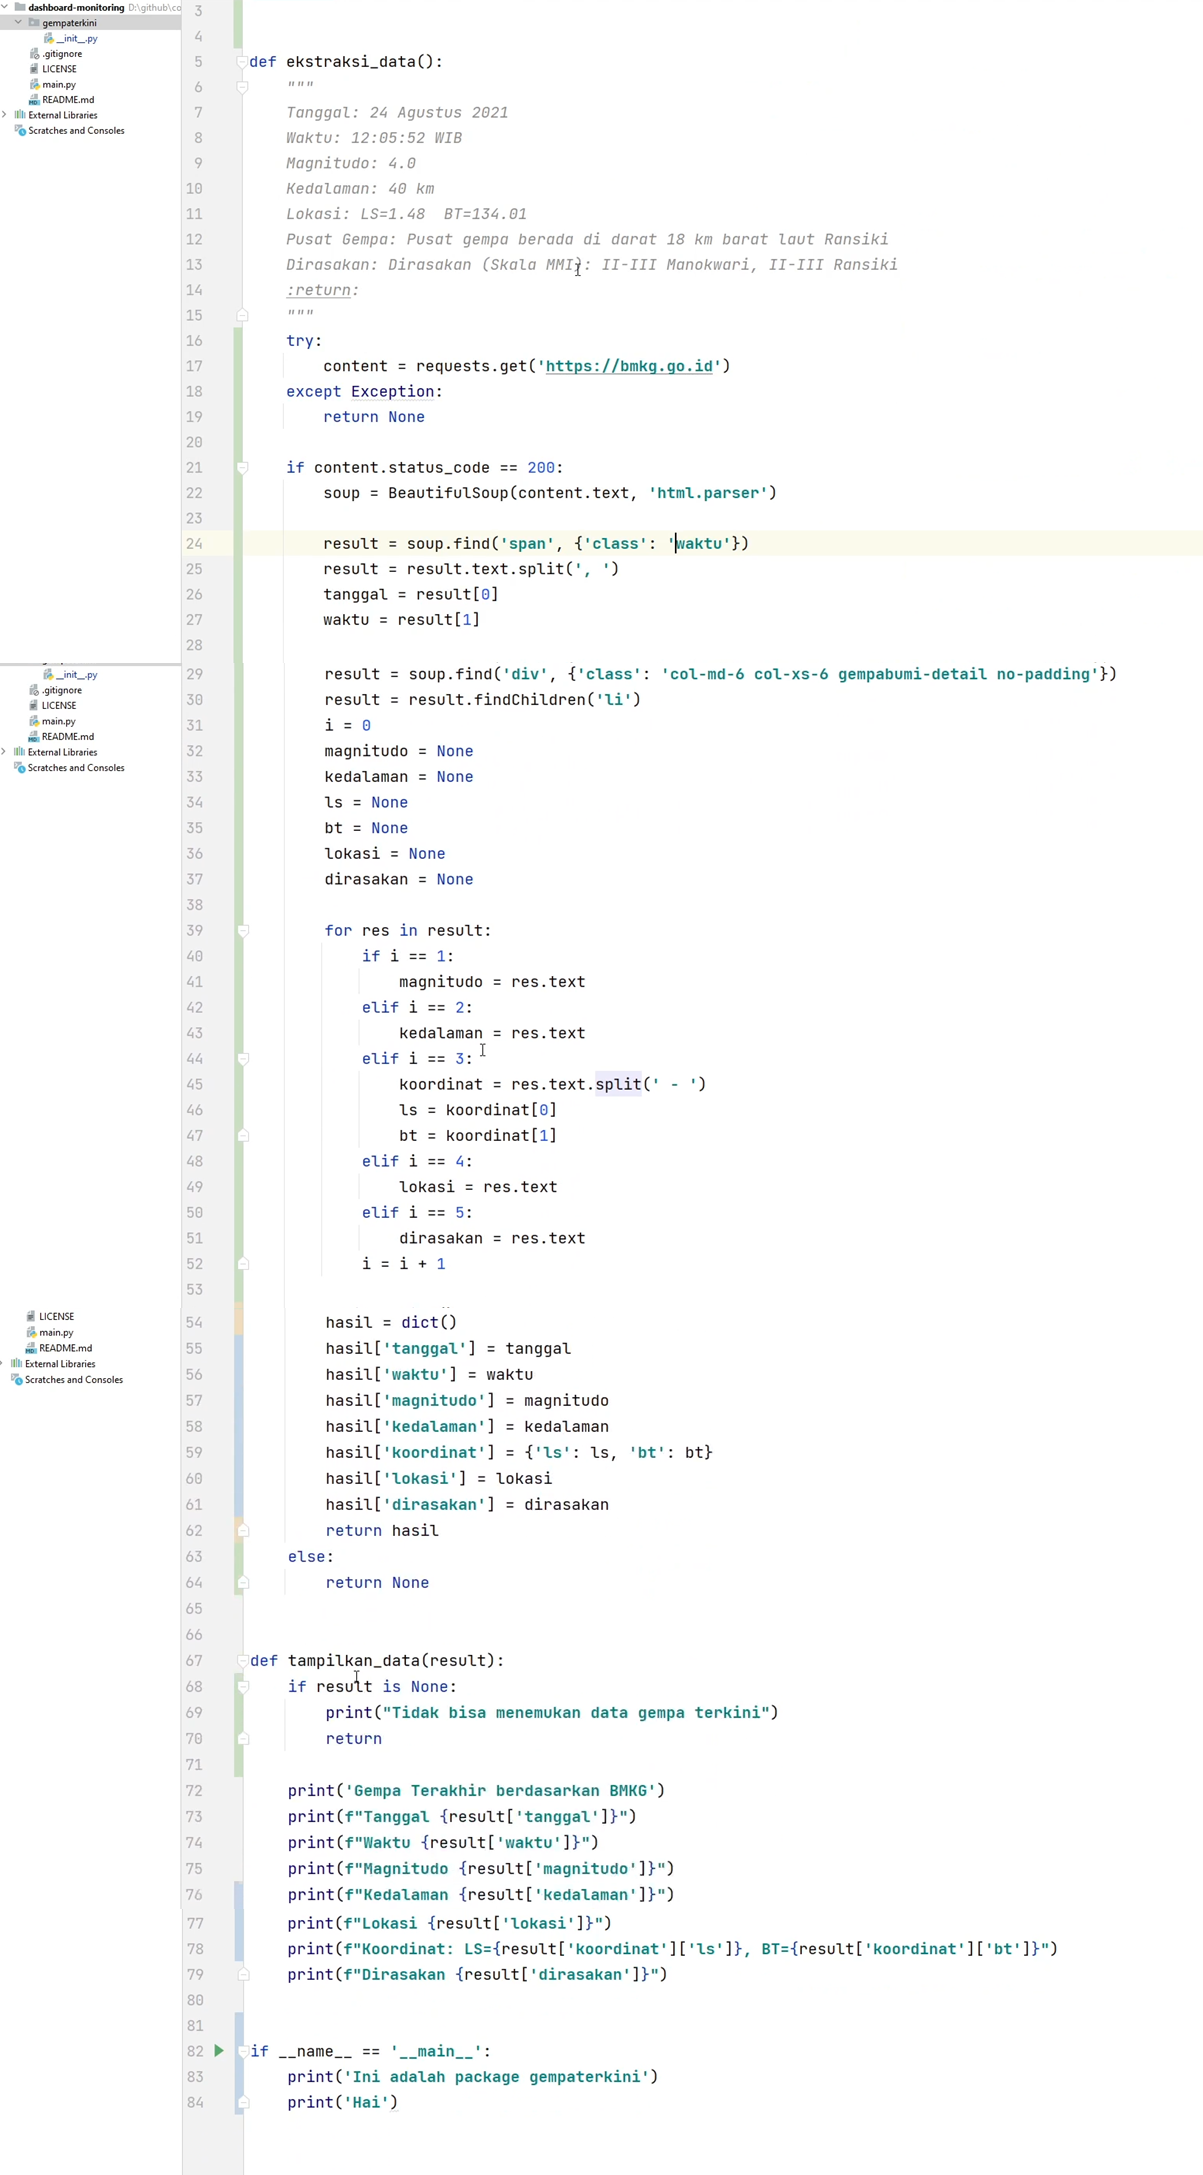 dashboard-monitoring D:\github\co
gempaterkini
__init__.py
.gitignore
LICENSE
main.py
README.md
External Libraries
Scratches and Consoles
3
4
5 def ekstraksi_data():
6 """
7 Tanggal: 24 Agustus 2021
8 Waktu: 12:05:52 WIB
9 Magnitudo: 4.0
10 Kedalaman: 40 km
11 Lokasi: LS=1.48  BT=134.01
12 Pusat Gempa: Pusat gempa berada di darat 18 km barat laut Ransiki
13 Dirasakan: Dirasakan (Skala MMI): II-III Manokwari, II-III Ransiki
14 :return:
15 """
16 try:
17 content = requests.get('https://bmkg.go.id')
18 except Exception:
19 return None
20
21 if content.status_code == 200:
22 soup = BeautifulSoup(content.text, 'html.parser')
23
24 result = soup.find('span', {'class': 'waktu'})
25 result = result.text.split(', ')
26 tanggal = result[0]
27 waktu = result[1]
28
__init__.py
.gitignore
LICENSE
main.py
README.md
External Libraries
Scratches and Consoles
29 result = soup.find('div', {'class': 'col-md-6 col-xs-6 gempabumi-detail no-padding'})
30 result = result.findChildren('li')
31 i = 0
32 magnitudo = None
33 kedalaman = None
34 ls = None
35 bt = None
36 lokasi = None
37 dirasakan = None
38
39 for res in result:
40 if i == 1:
41 magnitudo = res.text
42 elif i == 2:
43 kedalaman = res.text
44 elif i == 3:
45 koordinat = res.text.split(' - ')
46 ls = koordinat[0]
47 bt = koordinat[1]
48 elif i == 4:
49 lokasi = res.text
50 elif i == 5:
51 dirasakan = res.text
52 i = i + 1
53
LICENSE
main.py
README.md
External Libraries
Scratches and Consoles
54 hasil = dict()
55 hasil['tanggal'] = tanggal
56 hasil['waktu'] = waktu
57 hasil['magnitudo'] = magnitudo
58 hasil['kedalaman'] = kedalaman
59 hasil['koordinat'] = {'ls': ls, 'bt': bt}
60 hasil['lokasi'] = lokasi
61 hasil['dirasakan'] = dirasakan
62 return hasil
63 else:
64 return None
65
66
67 def tampilkan_data(result):
68 if result is None:
69 print("Tidak bisa menemukan data gempa terkini")
70 return
71
72 print('Gempa Terakhir berdasarkan BMKG')
73 print(f"Tanggal {result['tanggal']}")
74 print(f"Waktu {result['waktu']}")
75 print(f"Magnitudo {result['magnitudo']}")
76 print(f"Kedalaman {result['kedalaman']}")
77 print(f"Lokasi {result['lokasi']}")
78 print(f"Koordinat: LS={result['koordinat']['ls']}, BT={result['koordinat']['bt']}")
79 print(f"Dirasakan {result['dirasakan']}")
80
81
82 if __name__ == '__main__':
83 print('Ini adalah package gempaterkini')
84 print('Hai')